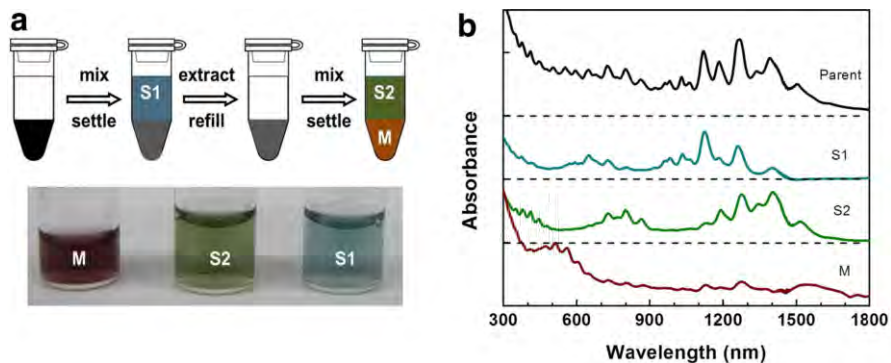 a
mix
settle
S1
extract
refill
mix
settle
S2
M
M
S2
S1
b
Absorbance
Parent
S1
S2
M
300 600 900 1200 1500 1800
Wavelength (nm)